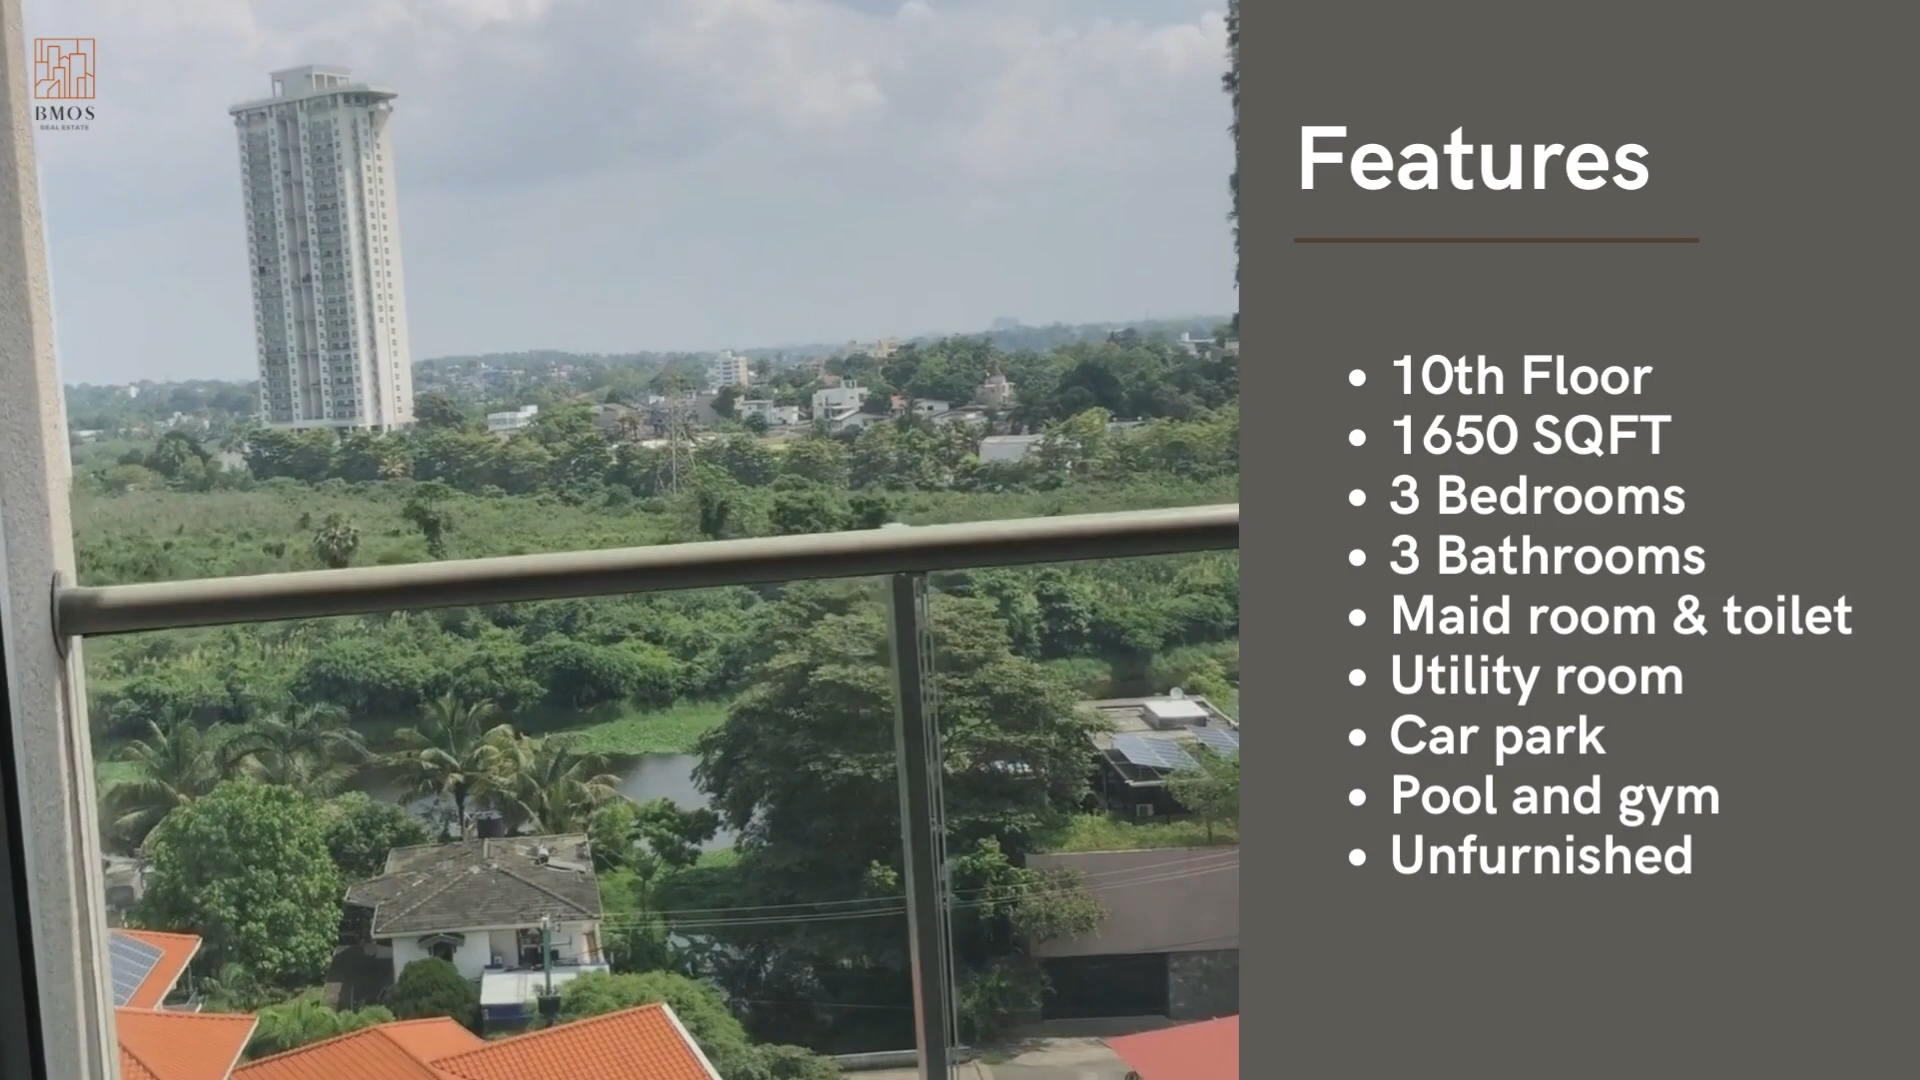 BMOS
REAL ESTATE
Features
• 10th Floor
• 1650 SQFT
• 3 Bedrooms
• 3 Bathrooms
• Maid room & toilet
• Utility room
• Car park
• Pool and gym
• Unfurnished